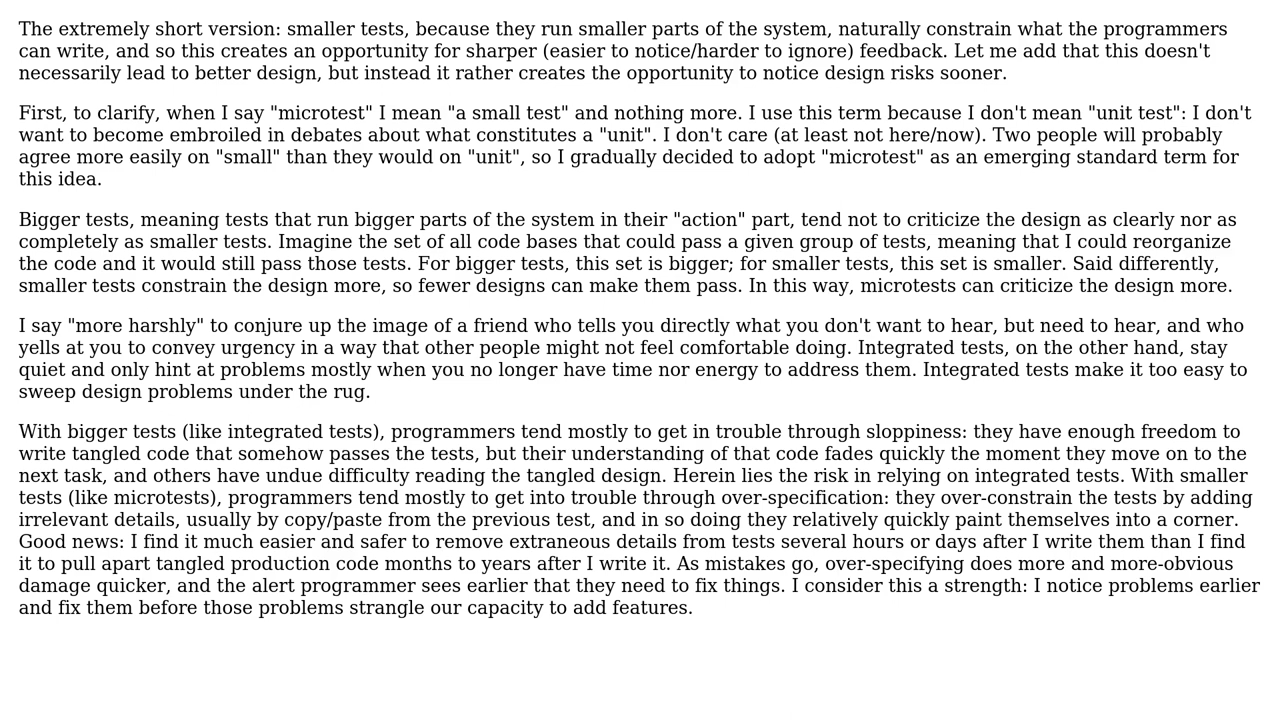 The extremely short version: smaller tests, because they run smaller parts of the system, naturally constrain what the programmers
can write, and so this creates an opportunity for sharper (easier to notice/harder to ignore) feedback. Let me add that this doesn't
necessarily lead to better design, but instead it rather creates the opportunity to notice design risks sooner.
First, to clarify, when I say "microtest" I mean "a small test" and nothing more. I use this term because I don't mean "unit test": I don't
want to become embroiled in debates about what constitutes a "unit". I don't care (at least not here/now). Two people will probably
agree more easily on "small" than they would on "unit", so I gradually decided to adopt "microtest" as an emerging standard term for
this idea.
Bigger tests, meaning tests that run bigger parts of the system in their "action" part, tend not to criticize the design as clearly nor as
completely as smaller tests. Imagine the set of all code bases that could pass a given group of tests, meaning that I could reorganize
the code and it would still pass those tests. For bigger tests, this set is bigger; for smaller tests, this set is smaller. Said differently,
smaller tests constrain the design more, so fewer designs can make them pass. In this way, microtests can criticize the design more.
I say "more harshly" to conjure up the image of a friend who tells you directly what you don't want to hear, but need to hear, and who
yells at you to convey urgency in a way that other people might not feel comfortable doing. Integrated tests, on the other hand, stay
quiet and only hint at problems mostly when you no longer have time nor energy to address them. Integrated tests make it too easy to
sweep design problems under the rug.
With bigger tests (like integrated tests), programmers tend mostly to get in trouble through sloppiness: they have enough freedom to
write tangled code that somehow passes the tests, but their understanding of that code fades quickly the moment they move on to the
next task, and others have undue difficulty reading the tangled design. Herein lies the risk in relying on integrated tests. With smaller
tests (like microtests), programmers tend mostly to get into trouble through over-specification: they over-constrain the tests by adding
irrelevant details, usually by copy/paste from the previous test, and in so doing they relatively quickly paint themselves into a corner.
Good news: I find it much easier and safer to remove extraneous details from tests several hours or days after I write them than I find
it to pull apart tangled production code months to years after I write it. As mistakes go, over-specifying does more and more-obvious
damage quicker, and the alert programmer sees earlier that they need to fix things. I consider this a strength: I notice problems earlier
and fix them before those problems strangle our capacity to add features.